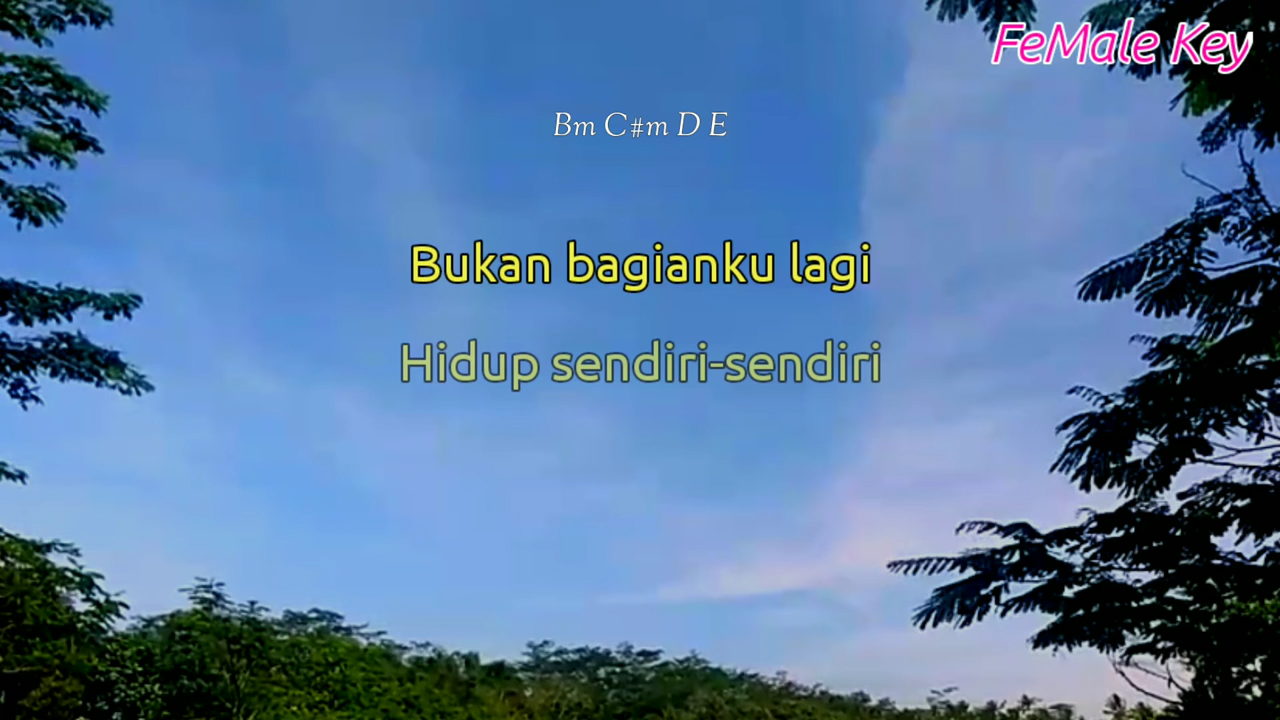 FeMale Key
Bm C#m D E
Bukan bagianku lagi
Hidup sendiri-sendiri